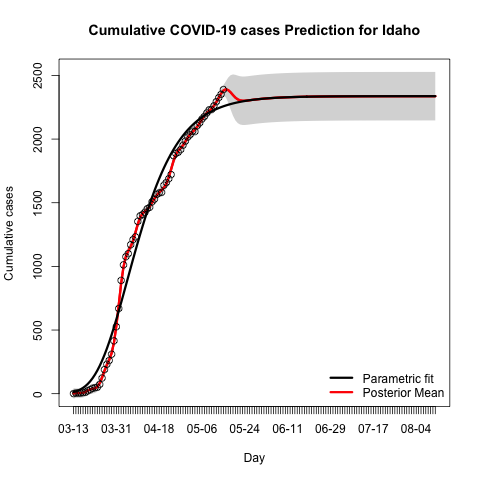 Cumulative COVID-19 cases Prediction for Idaho
Cumulative cases
2500
2000
1500
1000
500
0
Parametric fit
Posterior Mean
03-13 03-31 04-18 05-06 05-24 06-11 06-29 07-17 08-04
Day